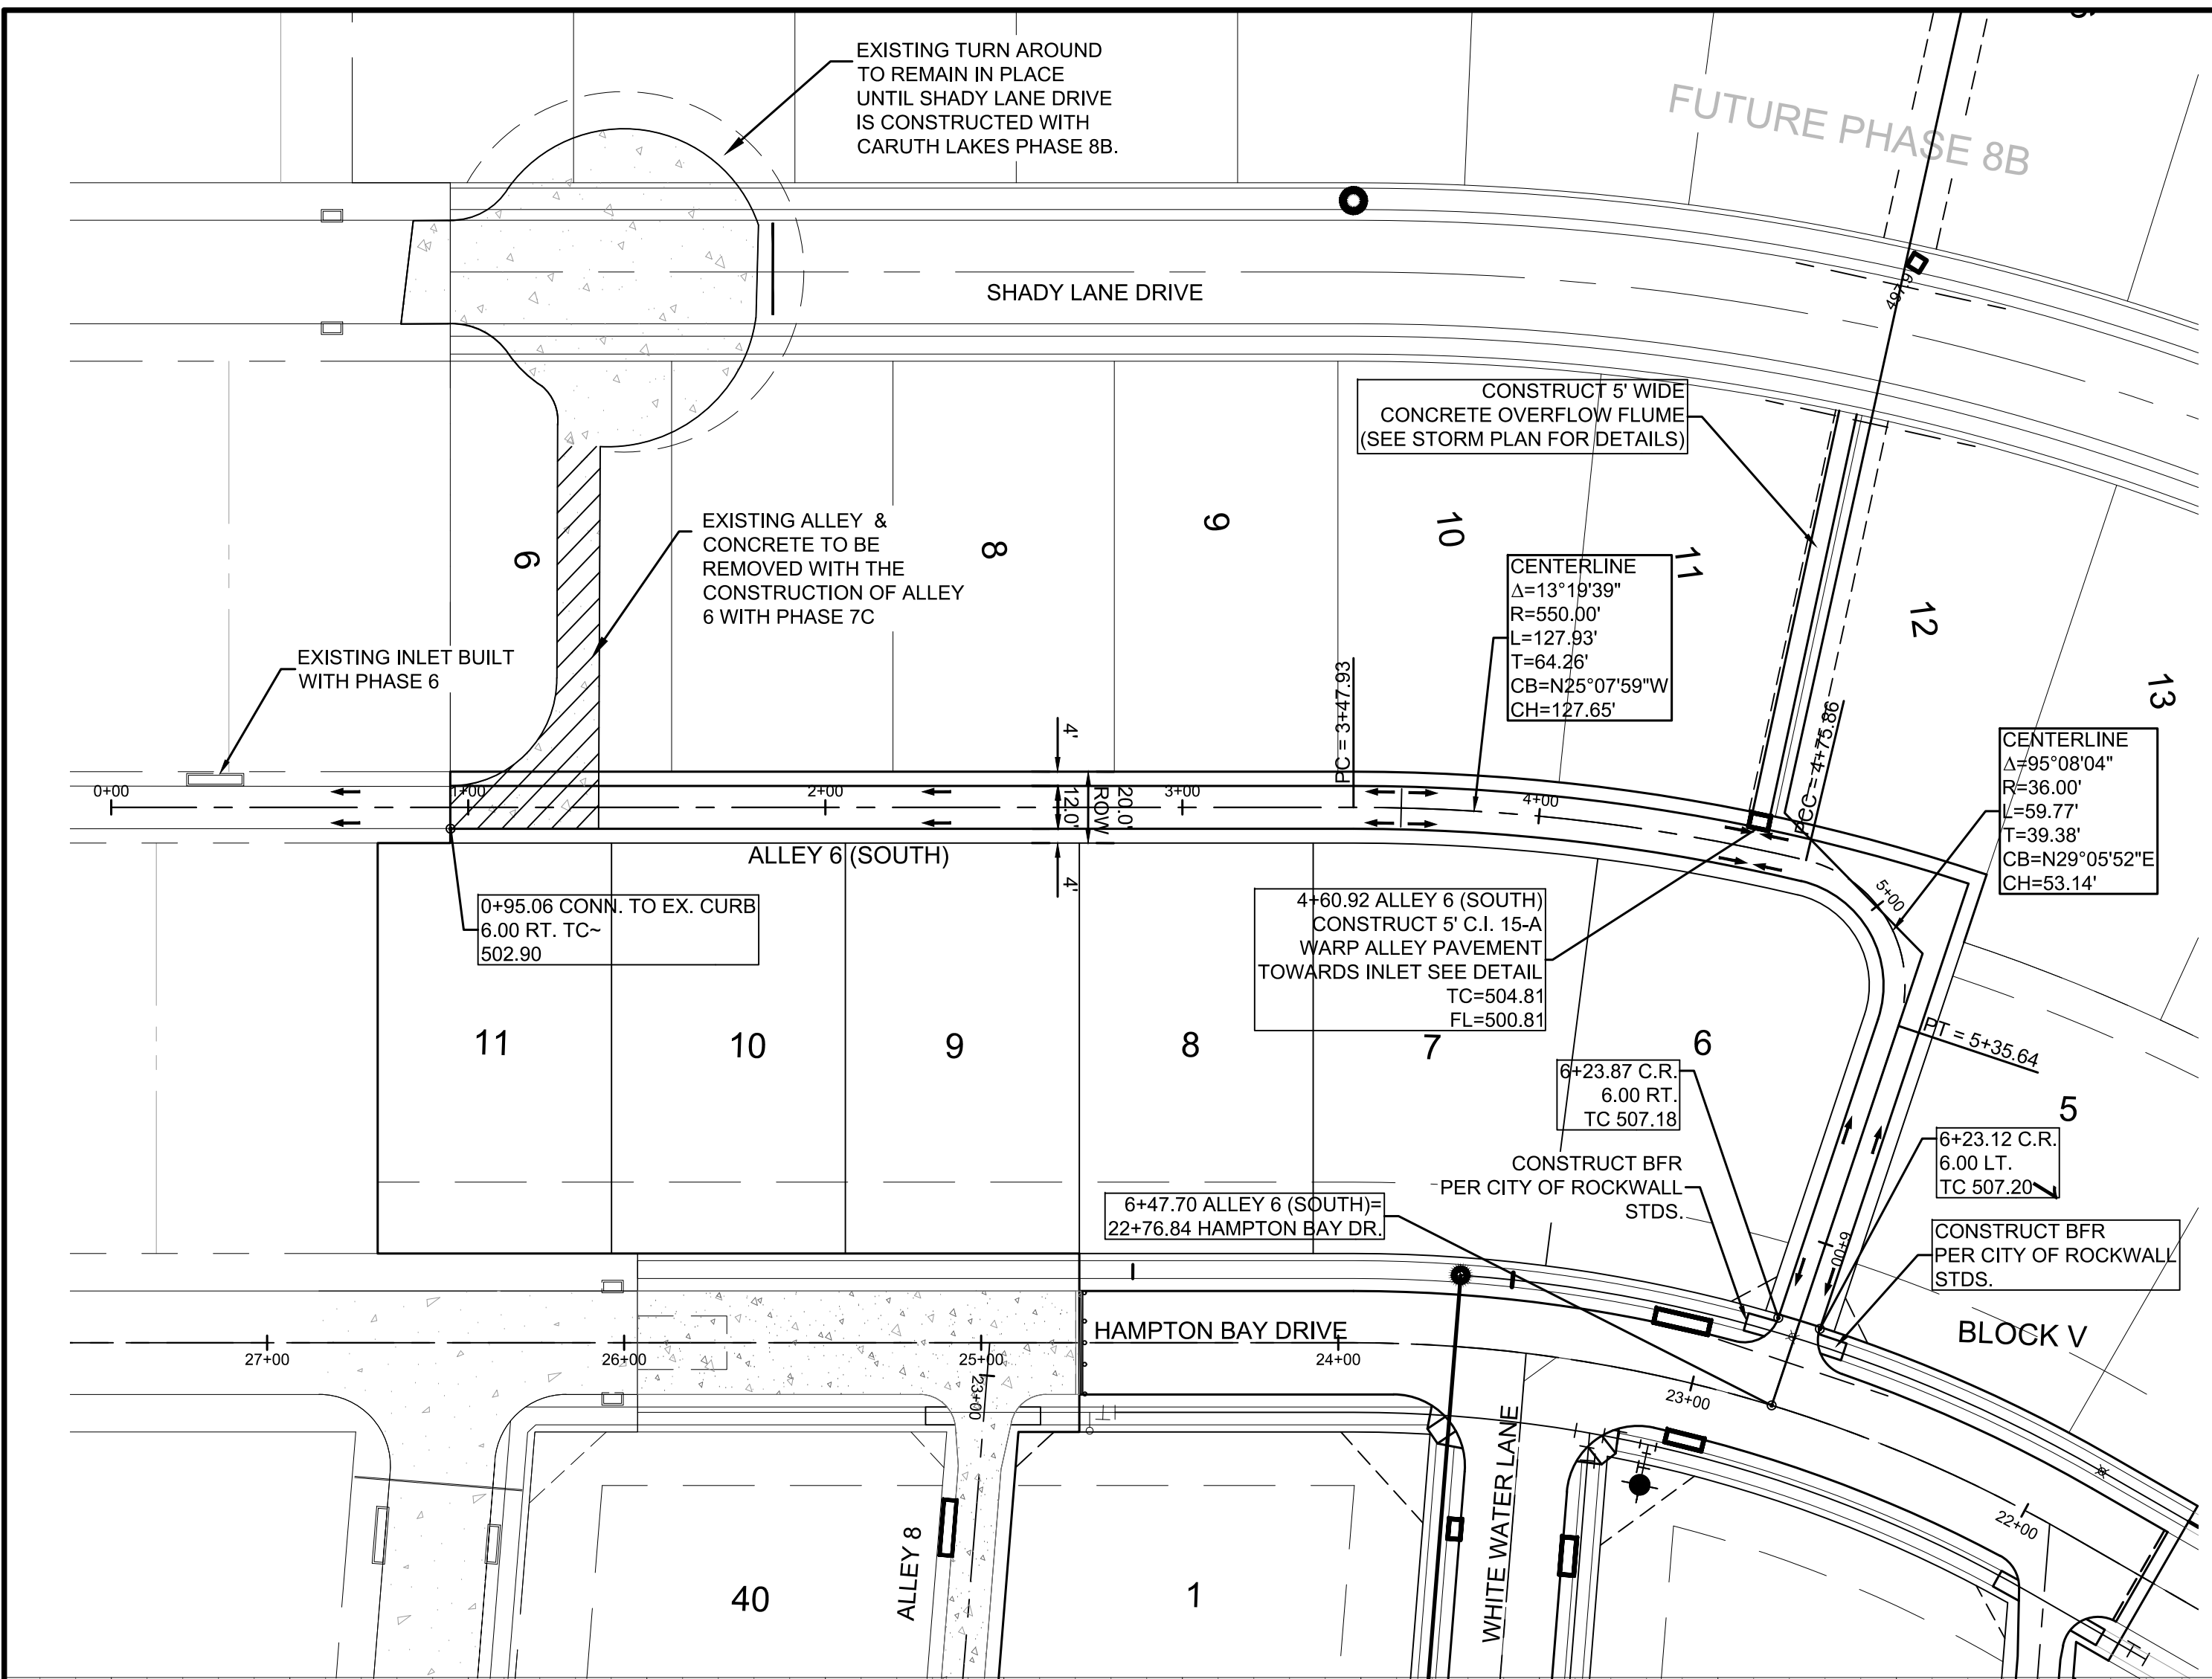 EXISTING TURN AROUND
TO REMAIN IN PLACE
UNTIL SHADY LANE DRIVE
IS CONSTRUCTED WITH
CARUTH LAKES PHASE 8B.
FUTURE PHASE 8B
SHADY LANE DRIVE
497.9
CONSTRUCT 5' WIDE
CONCRETE OVERFLOW FLUME
(SEE STORM PLAN FOR DETAILS)
6
8
9
10
11
12
13
EXISTING ALLEY &
CONCRETE TO BE
REMOVED WITH THE
CONSTRUCTION OF ALLEY
6 WITH PHASE 7C
CENTERLINE
Δ=13°19'39"
R=550.00'
L=127.93'
T=64.26'
CB=N25°07'59"W
CH=127.65'
EXISTING INLET BUILT
WITH PHASE 6
PC = 3+47.93
PCC = 4+75.86
CENTERLINE
Δ=95°08'04"
R=36.00'
L=59.77'
T=39.38'
CB=N29°05'52"E
CH=53.14'
4'
12.0'
ROW
20.0'
4'
0+00
1+00
2+00
3+00
4+00
5+00
6+00
ALLEY 6 (SOUTH)
0+95.06 CONN. TO EX. CURB
6.00 RT. TC~
502.90
4+60.92 ALLEY 6 (SOUTH)
CONSTRUCT 5' C.I. 15-A
WARP ALLEY PAVEMENT
TOWARDS INLET SEE DETAIL
TC=504.81
FL=500.81
PT = 5+35.64
11
10
9
8
7
6
5
6+23.87 C.R.
6.00 RT.
TC 507.18
6+23.12 C.R.
6.00 LT.
TC 507.20
CONSTRUCT BFR
PER CITY OF ROCKWALL
STDS.
6+47.70 ALLEY 6 (SOUTH)=
22+76.84 HAMPTON BAY DR.
CONSTRUCT BFR
PER CITY OF ROCKWALL
STDS.
HAMPTON BAY DRIVE
BLOCK V
27+00
26+00
25+00
24+00
23+00
22+00
23+00
ALLEY 8
WHITE WATER LANE
40
1